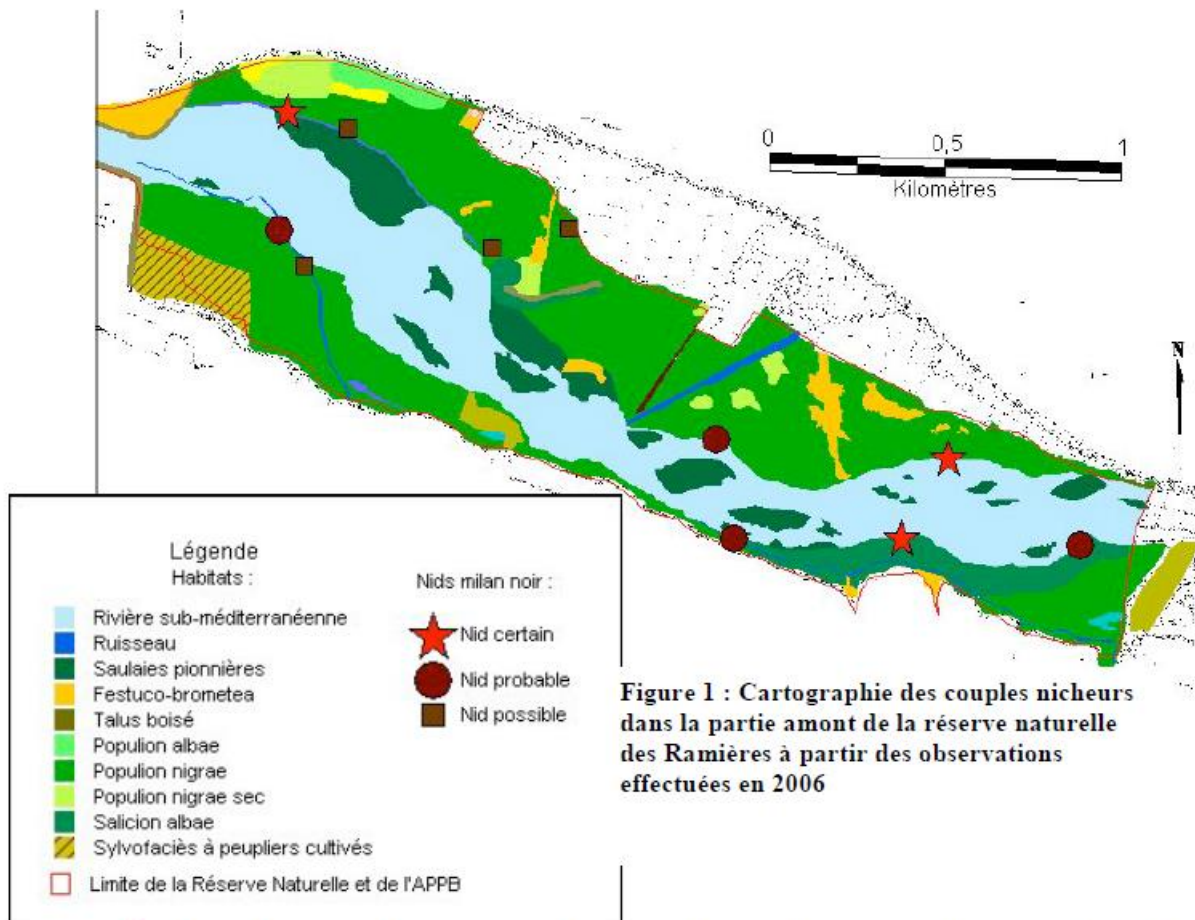 0 0,5 1
Kilomètres
N
Légende
Habitats :
Rivière sub-méditerranéenne
Ruisseau
Saulaies pionnières
Festuco-brometea
Talus boisé
Populion albae
Populion nigrae
Populion nigrae sec
Salicion albae
Sylvofaciès à peupliers cultivés
Limite de la Réserve Naturelle et de l'APPB
Nids milan noir :
Nid certain
Nid probable
Nid possible
Figure 1 : Cartographie des couples nicheurs
dans la partie amont de la réserve naturelle
des Ramières à partir des observations
effectuées en 2006